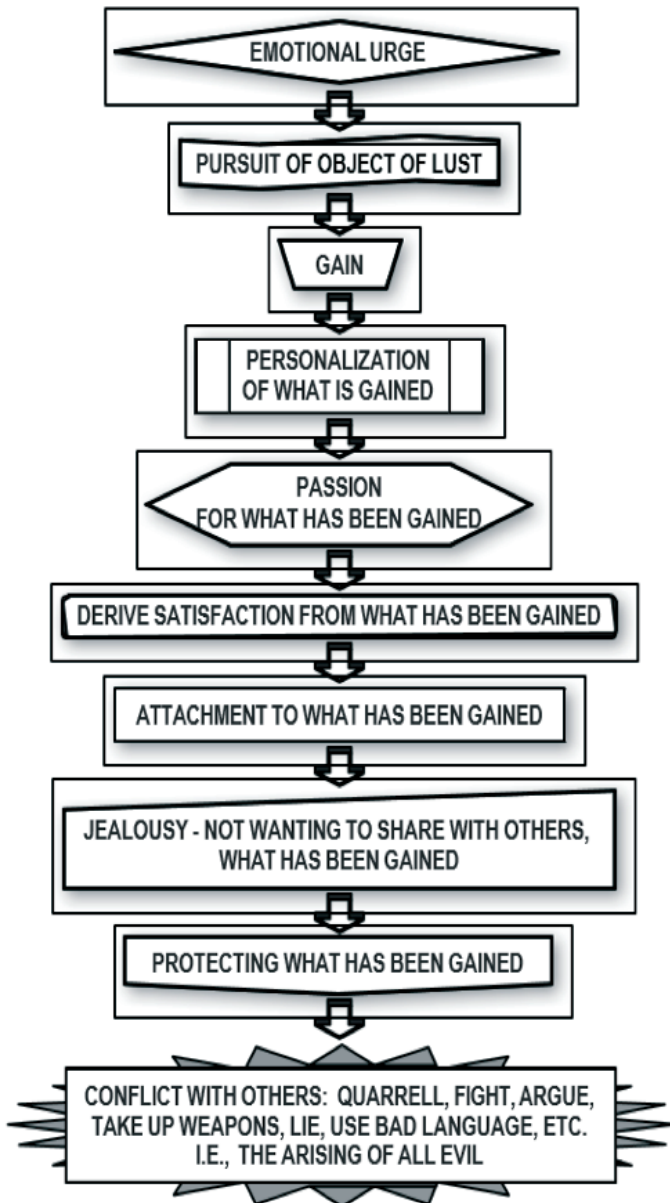 EMOTIONAL URGE
PURSUIT OF OBJECT OF LUST
GAIN
PERSONALIZATION
OF WHAT IS GAINED
PASSION
FOR WHAT HAS BEEN GAINED
DERIVE SATISFACTION FROM WHAT HAS BEEN GAINED
ATTACHMENT TO WHAT HAS BEEN GAINED
JEALOUSY - NOT WANTING TO SHARE WITH OTHERS,
WHAT HAS BEEN GAINED
PROTECTING WHAT HAS BEEN GAINED
CONFLICT WITH OTHERS: QUARRELL, FIGHT, ARGUE,
TAKE UP WEAPONS, LIE, USE BAD LANGUAGE, ETC.
I.E., THE ARISING OF ALL EVIL